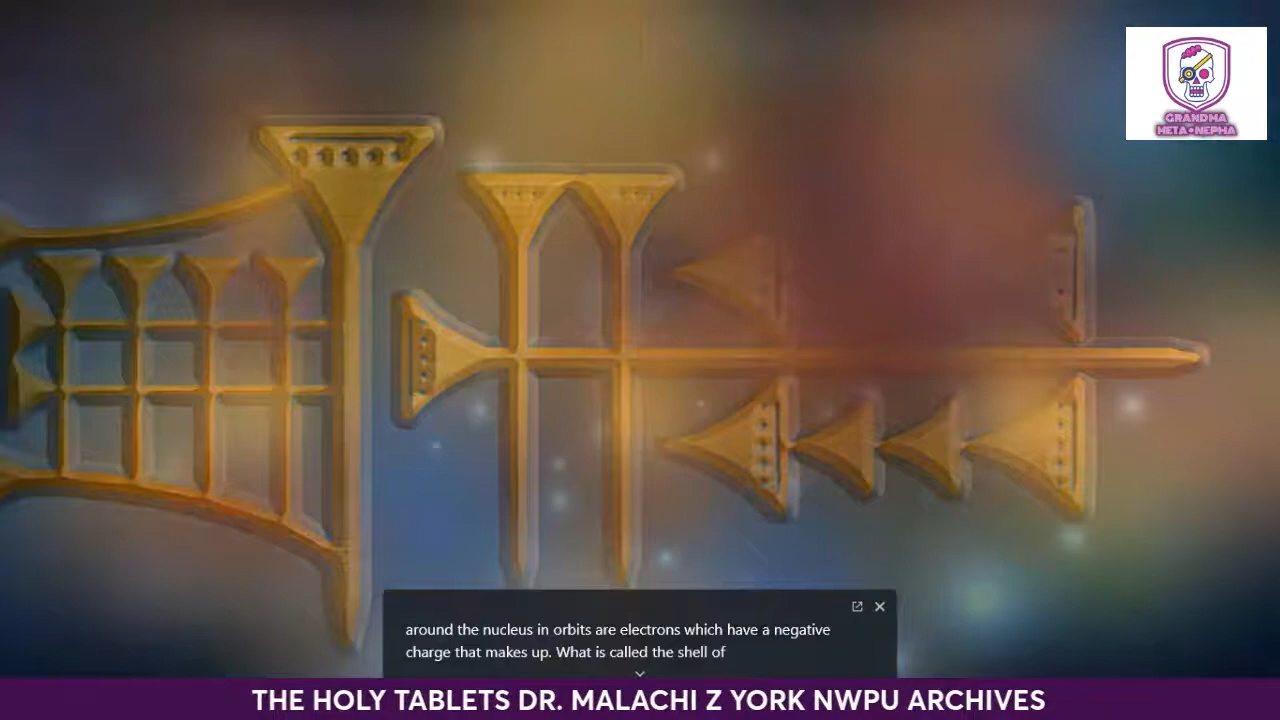 GRANDMA
META•NEPHA
around the nucleus in orbits are electrons which have a negative
charge that makes up. What is called the shell of
THE HOLY TABLETS DR. MALACHI Z YORK NWPU ARCHIVES